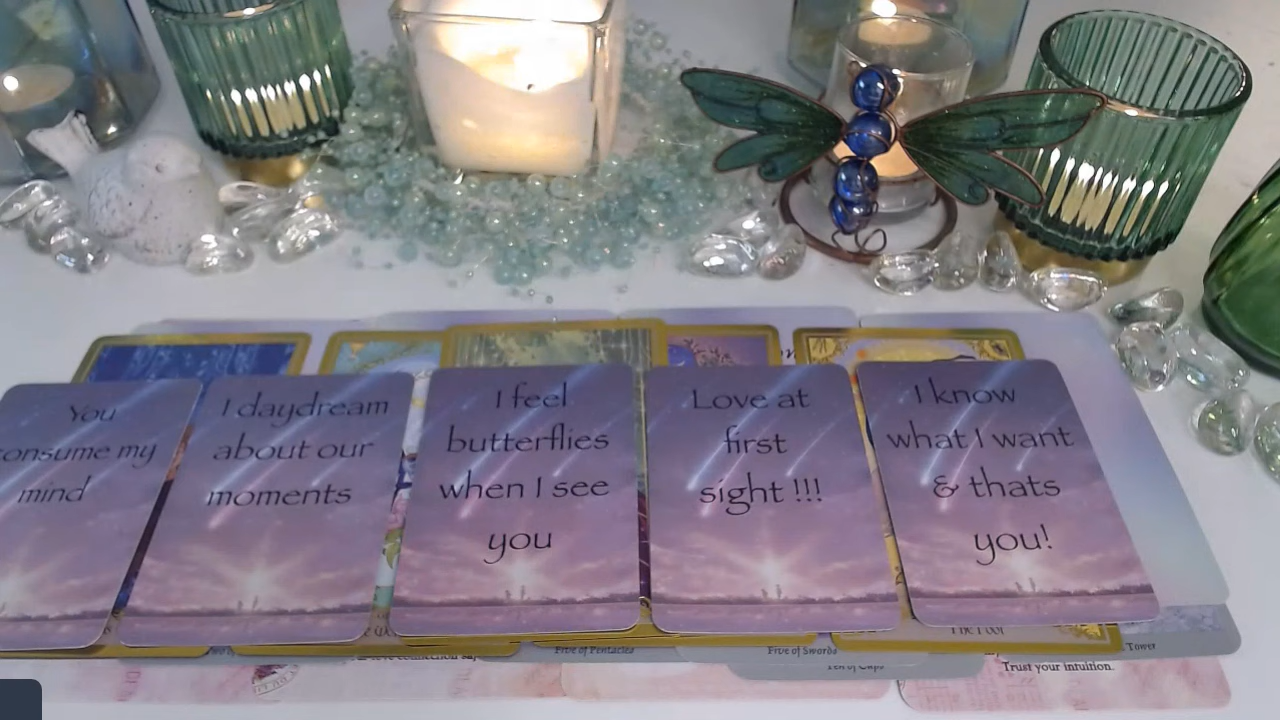 You
consume my
mind
I daydream
about our
moments
I feel
butterflies
when I see
you
Love at
first
sight !!!
I know
what I want
& thats
you!
The Fool
Five of Pentacles
Five of Swords
Tower
Ten of Cups
Trust your intuition.